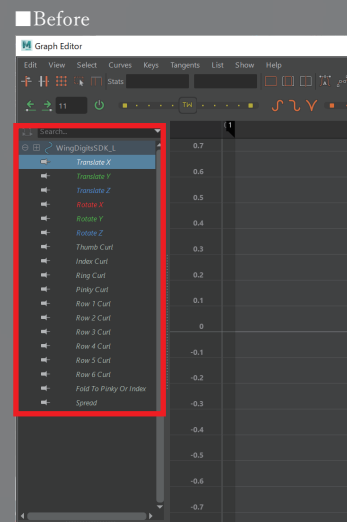 ■Before
Graph Editor
Edit View Select Curves Keys Tangents List Show Help
Stats
11
TW
Search...
1
WingDigitsSDK_L
Translate X
Translate Y
Translate Z
Rotate X
Rotate Y
Rotate Z
Thumb Curl
Index Curl
Ring Curl
Pinky Curl
Row 1 Curl
Row 2 Curl
Row 3 Curl
Row 4 Curl
Row 5 Curl
Row 6 Curl
Fold To Pinky Or Index
Spread
0.7
0.6
0.5
0.4
0.3
0.2
0.1
0
-0.1
-0.2
-0.3
-0.4
-0.5
-0.6
-0.7